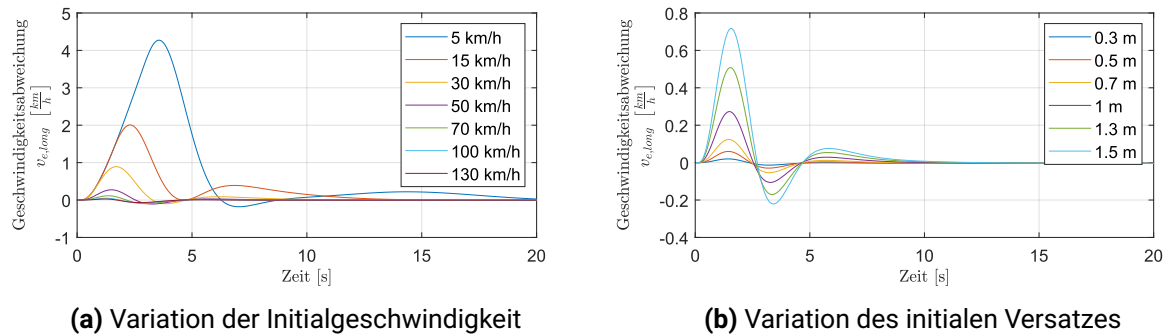 Geschwindigkeitsabweichung
v_{e,long} [km/h]
5
4
3
2
1
0
-1
0
5
10
15
20
Zeit [s]
5 km/h
15 km/h
30 km/h
50 km/h
70 km/h
100 km/h
130 km/h
(a) Variation der Initialgeschwindigkeit
Geschwindigkeitsabweichung
v_{e,long} [km/h]
0.8
0.6
0.4
0.2
0
-0.2
-0.4
0
5
10
15
20
Zeit [s]
0.3 m
0.5 m
0.7 m
1 m
1.3 m
1.5 m
(b) Variation des initialen Versatzes